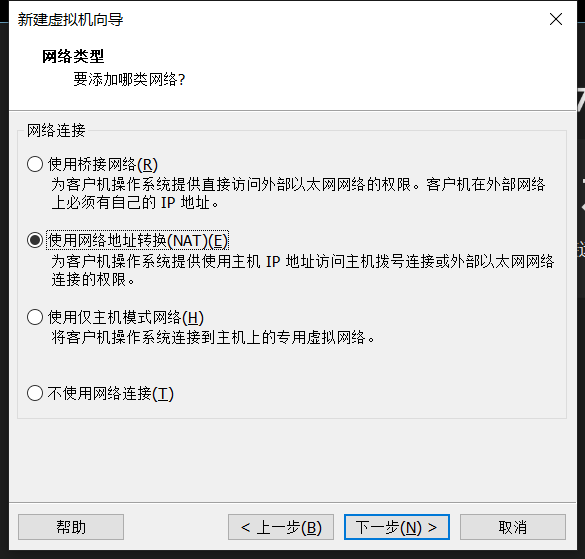 新建虚拟机向导
网络类型
要添加哪类网络?
网络连接
使用桥接网络(R)
为客户机操作系统提供直接访问外部以太网网络的权限。客户机在外部网络
上必须有自己的 IP 地址。
使用网络地址转换(NAT)(E)
为客户机操作系统提供使用主机 IP 地址访问主机拨号连接或外部以太网网络
连接的权限。
使用仅主机模式网络(H)
将客户机操作系统连接到主机上的专用虚拟网络。
不使用网络连接(T)
帮助
< 上一步(B)
下一步(N) >
取消